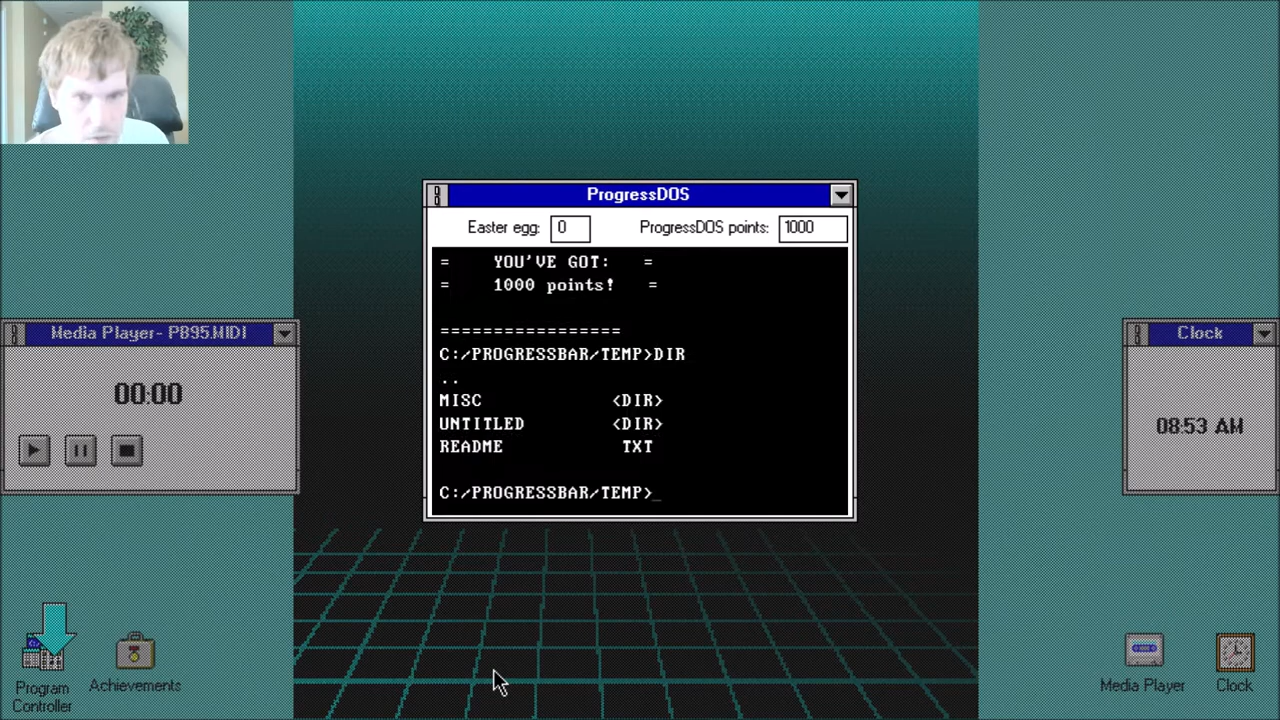 ProgressDOS
Easter egg: 0 ProgressDOS points: 1000
= YOU'VE GOT: =
= 1000 points! =
=================
C:/PROGRESSBAR/TEMP>DIR
..
MISC <DIR>
UNTITLED <DIR>
README TXT
C:/PROGRESSBAR/TEMP>_
Media Player- PB95.MIDI
00:00
Clock
08:53 AM
Program
Controller
Achievements
Media Player
Clock